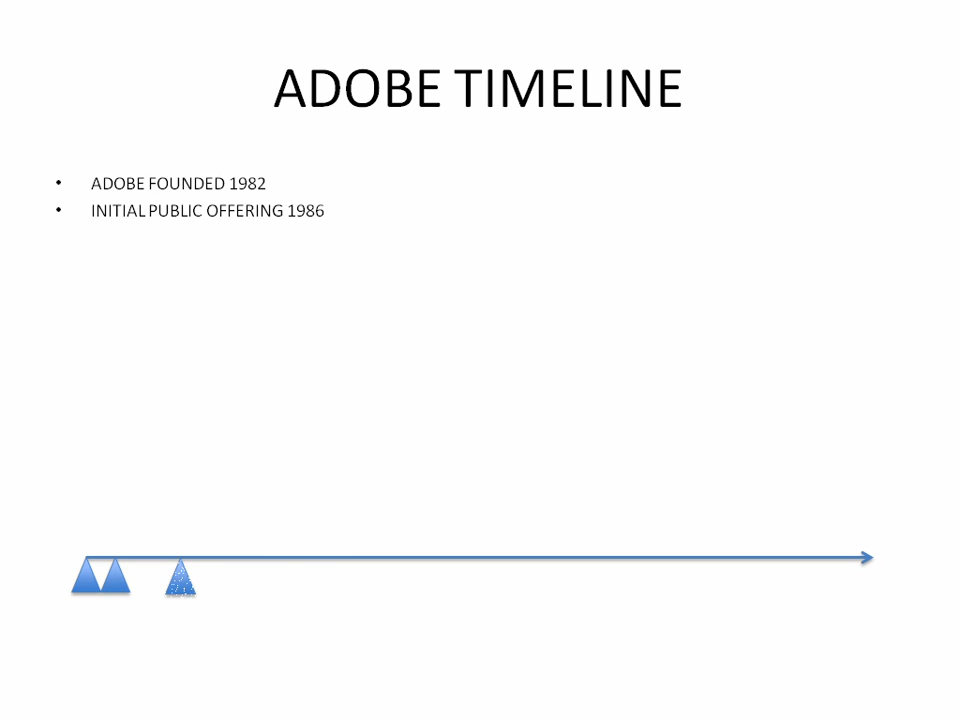 ADOBE TIMELINE
• ADOBE FOUNDED 1982
• INITIAL PUBLIC OFFERING 1986